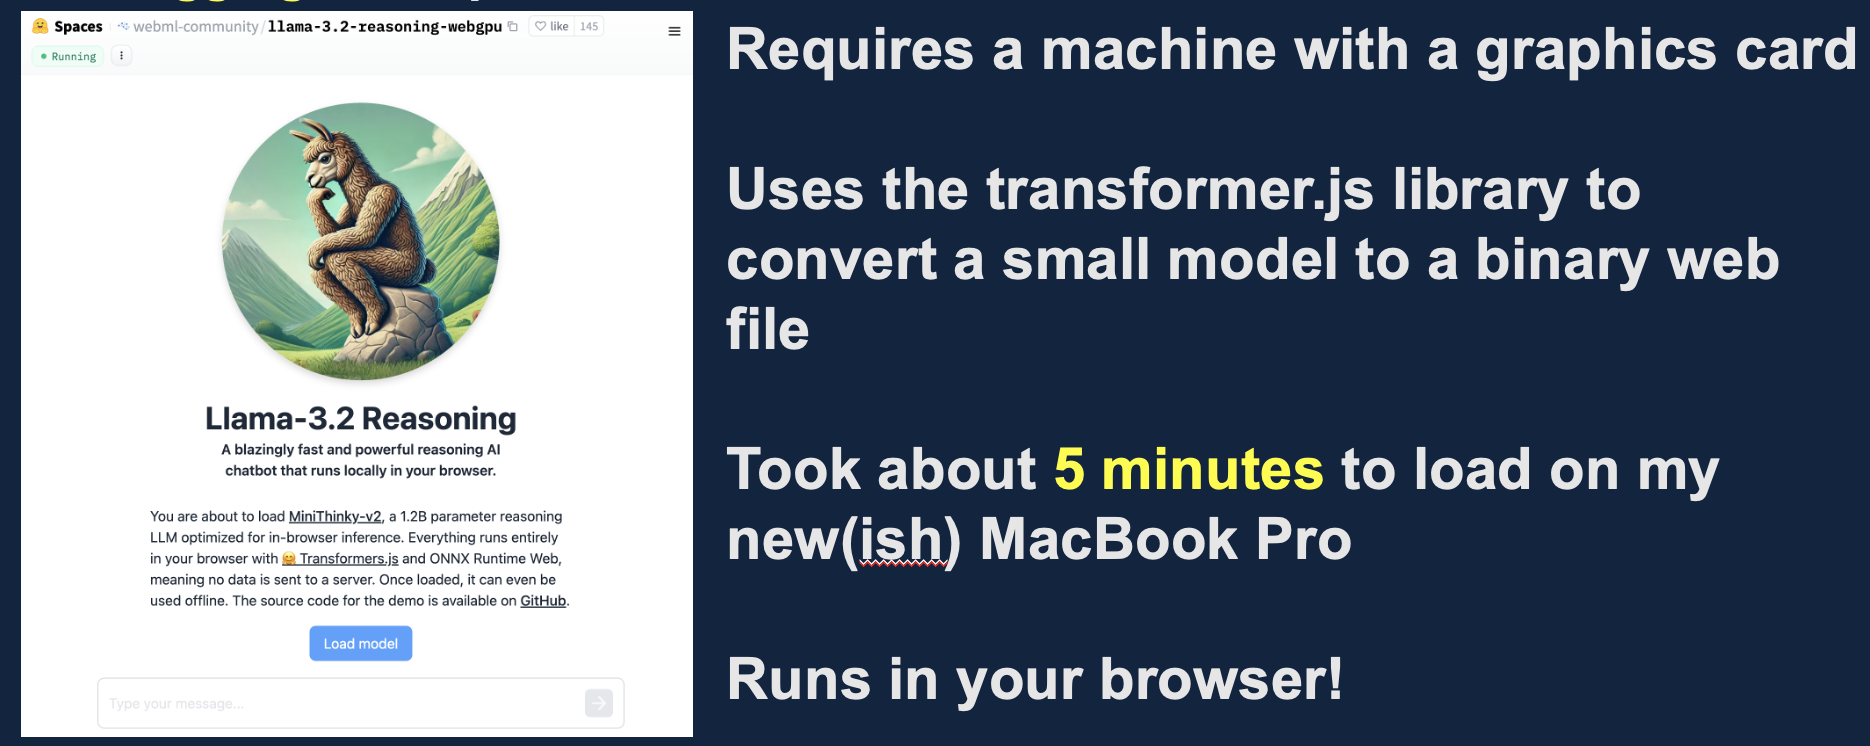 Spaces webml-community/llama-3.2-reasoning-webgpu like 145
Running
Llama-3.2 Reasoning
A blazingly fast and powerful reasoning AI
chatbot that runs locally in your browser.
You are about to load MiniThinky-v2, a 1.2B parameter reasoning
LLM optimized for in-browser inference. Everything runs entirely
in your browser with 🤗 Transformers.js and ONNX Runtime Web,
meaning no data is sent to a server. Once loaded, it can even be
used offline. The source code for the demo is available on GitHub.
Load model
Type your message...
Requires a machine with a graphics card
Uses the transformer.js library to
convert a small model to a binary web
file
Took about 5 minutes to load on my
new(ish) MacBook Pro
Runs in your browser!